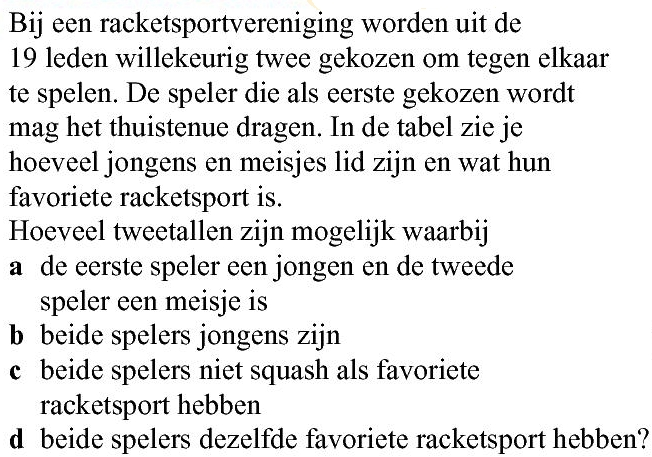 Bij een racketsportvereniging worden uit de
19 leden willekeurig twee gekozen om tegen elkaar
te spelen. De speler die als eerste gekozen wordt
mag het thuistenue dragen. In de tabel zie je
hoeveel jongens en meisjes lid zijn en wat hun
favoriete racketsport is.
Hoeveel tweetallen zijn mogelijk waarbij
a de eerste speler een jongen en de tweede
speler een meisje is
b beide spelers jongens zijn
c beide spelers niet squash als favoriete
racketsport hebben
d beide spelers dezelfde favoriete racketsport hebben?